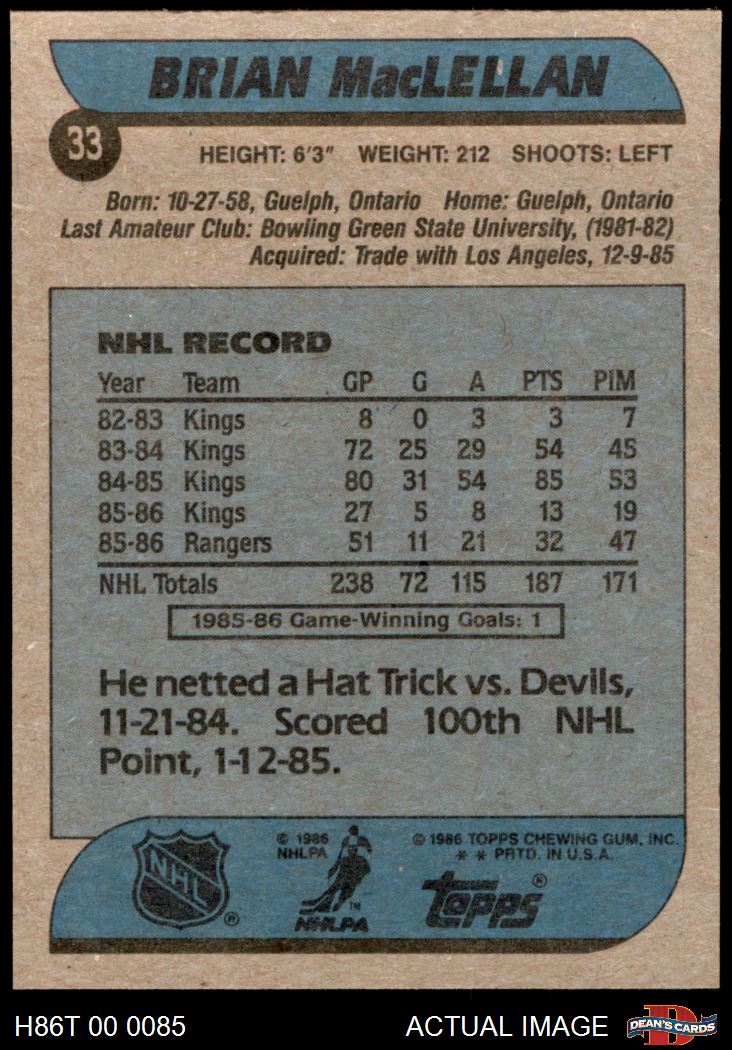 BRIAN MacLELLAN
33
HEIGHT: 6'3" WEIGHT: 212 SHOOTS: LEFT
Born: 10-27-58, Guelph, Ontario Home: Guelph, Ontario
Last Amateur Club: Bowling Green State University, (1981-82)
Acquired: Trade with Los Angeles, 12-9-85
NHL RECORD
Year Team GP G A PTS PIM
82-83 Kings 8 0 3 3 7
83-84 Kings 72 25 29 54 45
84-85 Kings 80 31 54 85 53
85-86 Kings 27 5 8 13 19
85-86 Rangers 51 11 21 32 47
NHL Totals 238 72 115 187 171
1985-86 Game-Winning Goals: 1
He netted a Hat Trick vs. Devils,
11-21-84. Scored 100th NHL
Point, 1-12-85.
NHL ®
© 1986
NHLPA
TM
NHLPA
© 1986 TOPPS CHEWING GUM, INC.
* * PRTD. IN U.S.A.
Topps ®
H86T 00 0085 ACTUAL IMAGE
D
DEAN'S CARDS